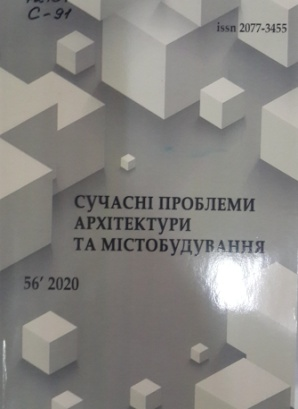 С-91
issn 2077-3455
СУЧАСНІ ПРОБЛЕМИ
АРХІТЕКТУРИ
ТА МІСТОБУДУВАННЯ
56' 2020